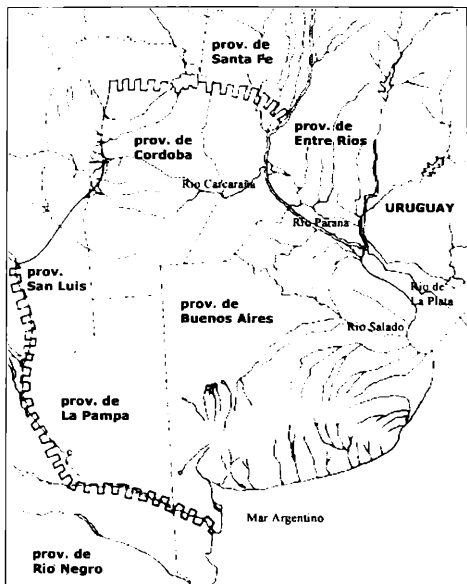 prov. de
Santa Fe
prov. de
Cordoba
prov. de
Entre Rios
Rio Carcaraña
URUGUAY
Rio Parana
prov.
San Luis
Rio de
La Plata
prov. de
Buenos Aires
Rio Salado
prov. de
La Pampa
Mar Argentino
prov. de
Rio Negro